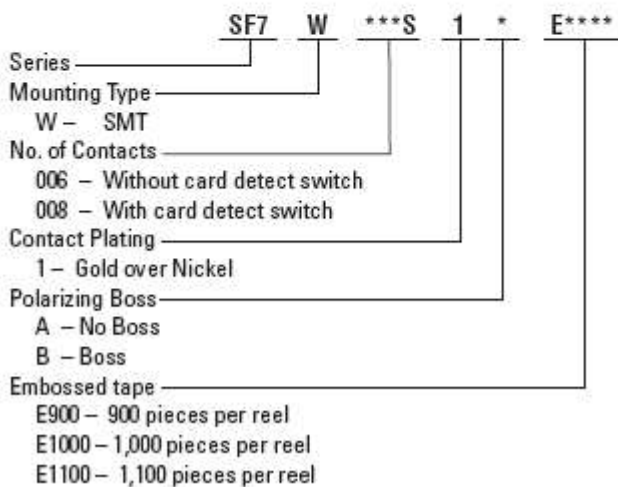 SF7 W ***S 1 * E****
Series
Mounting Type
W – SMT
No. of Contacts
006 – Without card detect switch
008 – With card detect switch
Contact Plating
1 – Gold over Nickel
Polarizing Boss
A – No Boss
B – Boss
Embossed tape
E900 – 900 pieces per reel
E1000 – 1,000 pieces per reel
E1100 – 1,100 pieces per reel